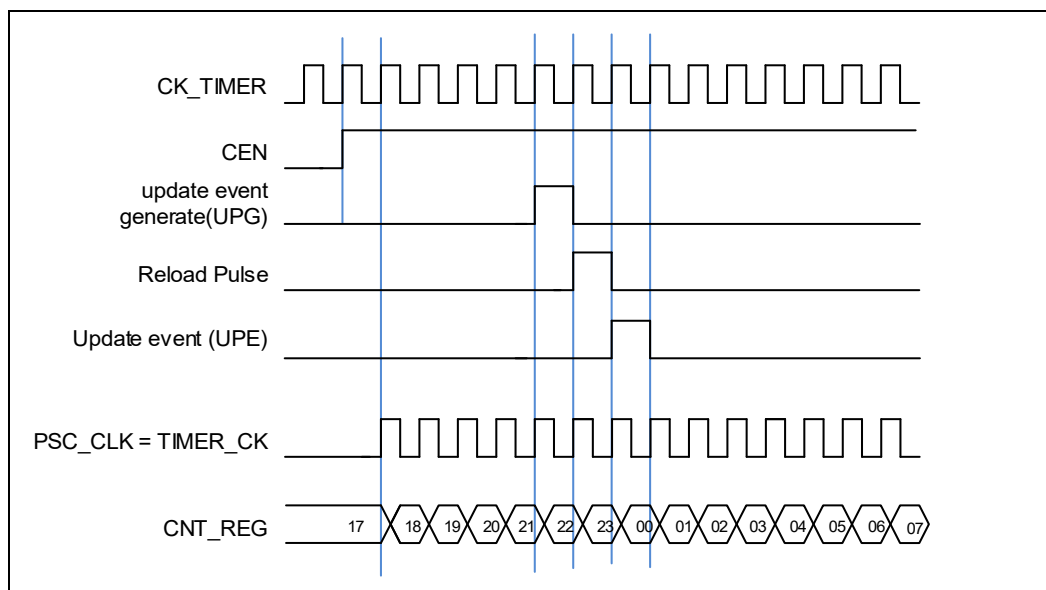 CK_TIMER
CEN
update event
generate(UPG)
Reload Pulse
Update event (UPE)
PSC_CLK = TIMER_CK
CNT_REG 17 18 19 20 21 22 23 00 01 02 03 04 05 06 07